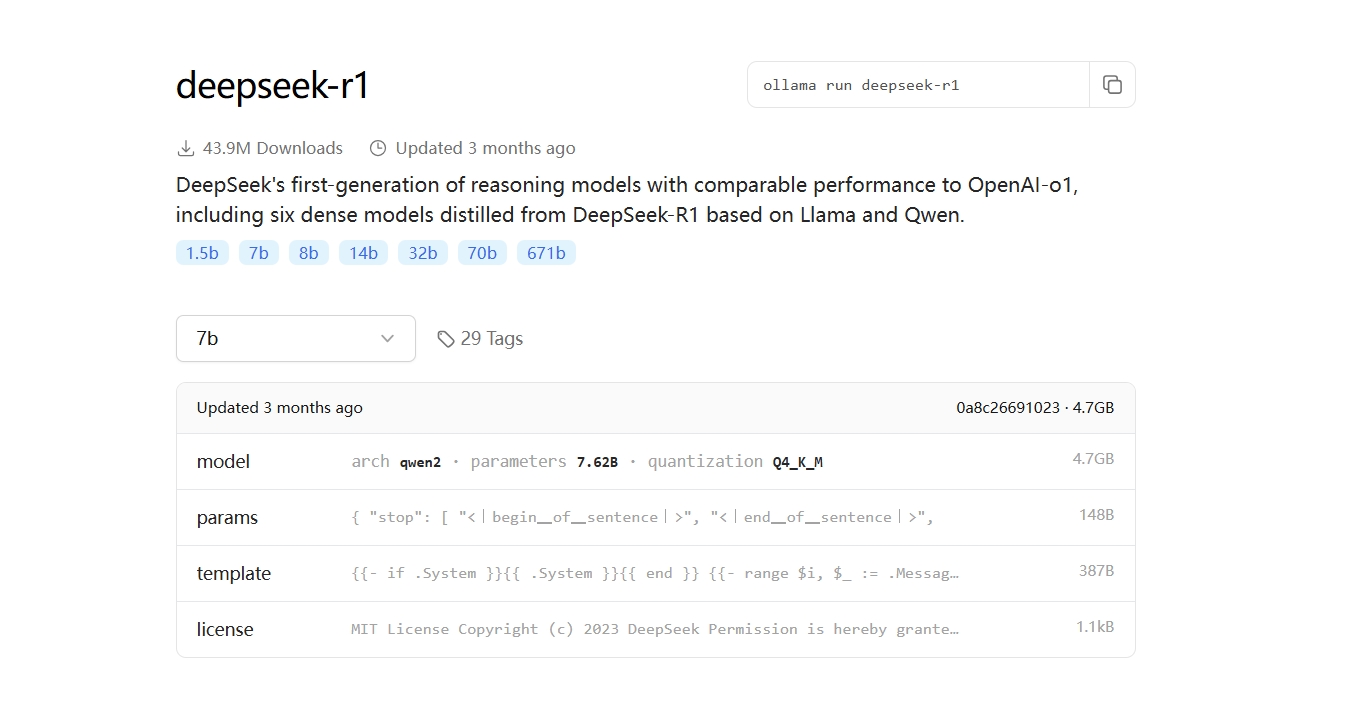 deepseek-r1
ollama run deepseek-r1
43.9M Downloads Updated 3 months ago
DeepSeek's first-generation of reasoning models with comparable performance to OpenAI-o1,
including six dense models distilled from DeepSeek-R1 based on Llama and Qwen.
1.5b 7b 8b 14b 32b 70b 671b
7b 29 Tags
Updated 3 months ago 0a8c26691023 · 4.7GB
model arch qwen2 · parameters 7.62B · quantization Q4_K_M 4.7GB
params { "stop": [ "<｜begin▁of▁sentence｜>", "<｜end▁of▁sentence｜>", 148B
template {{- if .System }}{{ .System }}{{ end }} {{- range $i, $_ := .Messag… 387B
license MIT License Copyright (c) 2023 DeepSeek Permission is hereby grante… 1.1kB